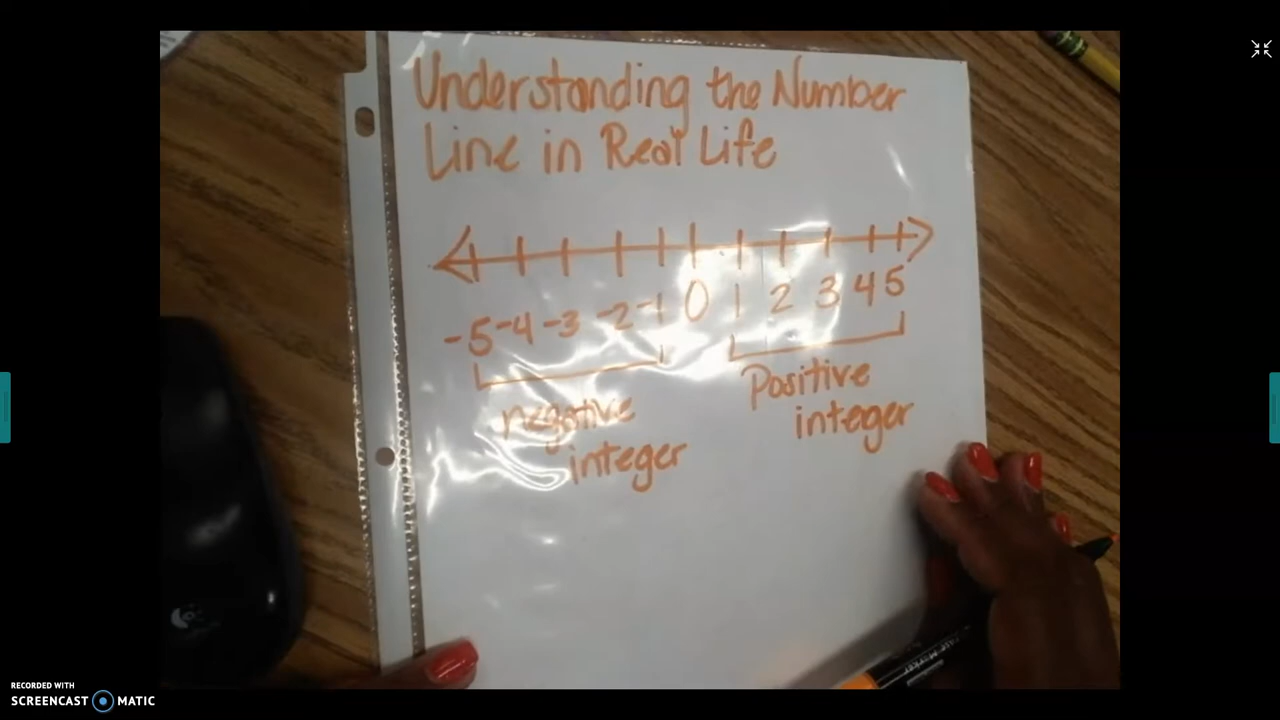 Understanding the Number
Line in Real Life
-5 -4 -3 -2 -1 0 1 2 3 4 5
negative
integer
Positive
integer
RECORDED WITH
SCREENCAST MATIC